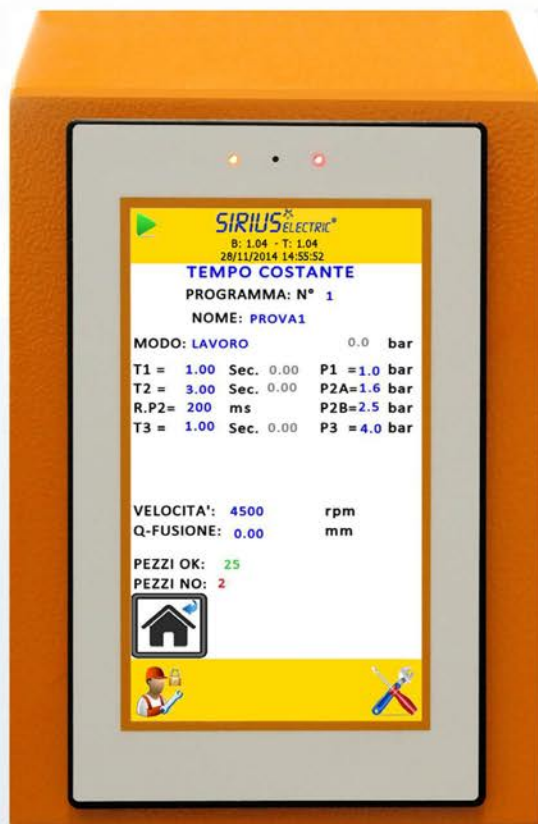 SIRIUS ELECTRIC®
B: 1.04 - T: 1.04
28/11/2014 14:55:52
TEMPO COSTANTE
PROGRAMMA: N° 1
NOME: PROVA1
MODO: LAVORO 0.0 bar
T1 = 1.00 Sec. 0.00 P1 =1.0 bar
T2 = 3.00 Sec. 0.00 P2A=1.6 bar
R.P2= 200 ms P2B=2.5 bar
T3 = 1.00 Sec. 0.00 P3 =4.0 bar
VELOCITA': 4500 rpm
Q-FUSIONE: 0.00 mm
PEZZI OK: 25
PEZZI NO: 2